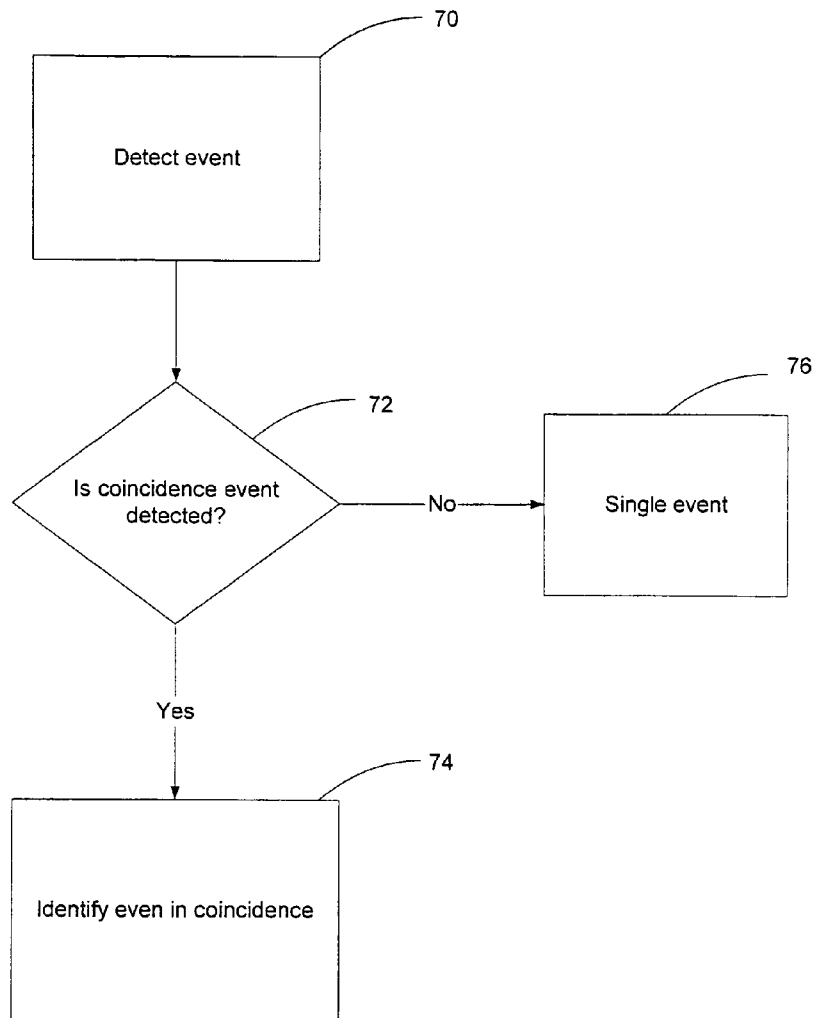 70
Detect event
72
Is coincidence event
detected?
No
76
Single event
Yes
74
Identify even in coincidence